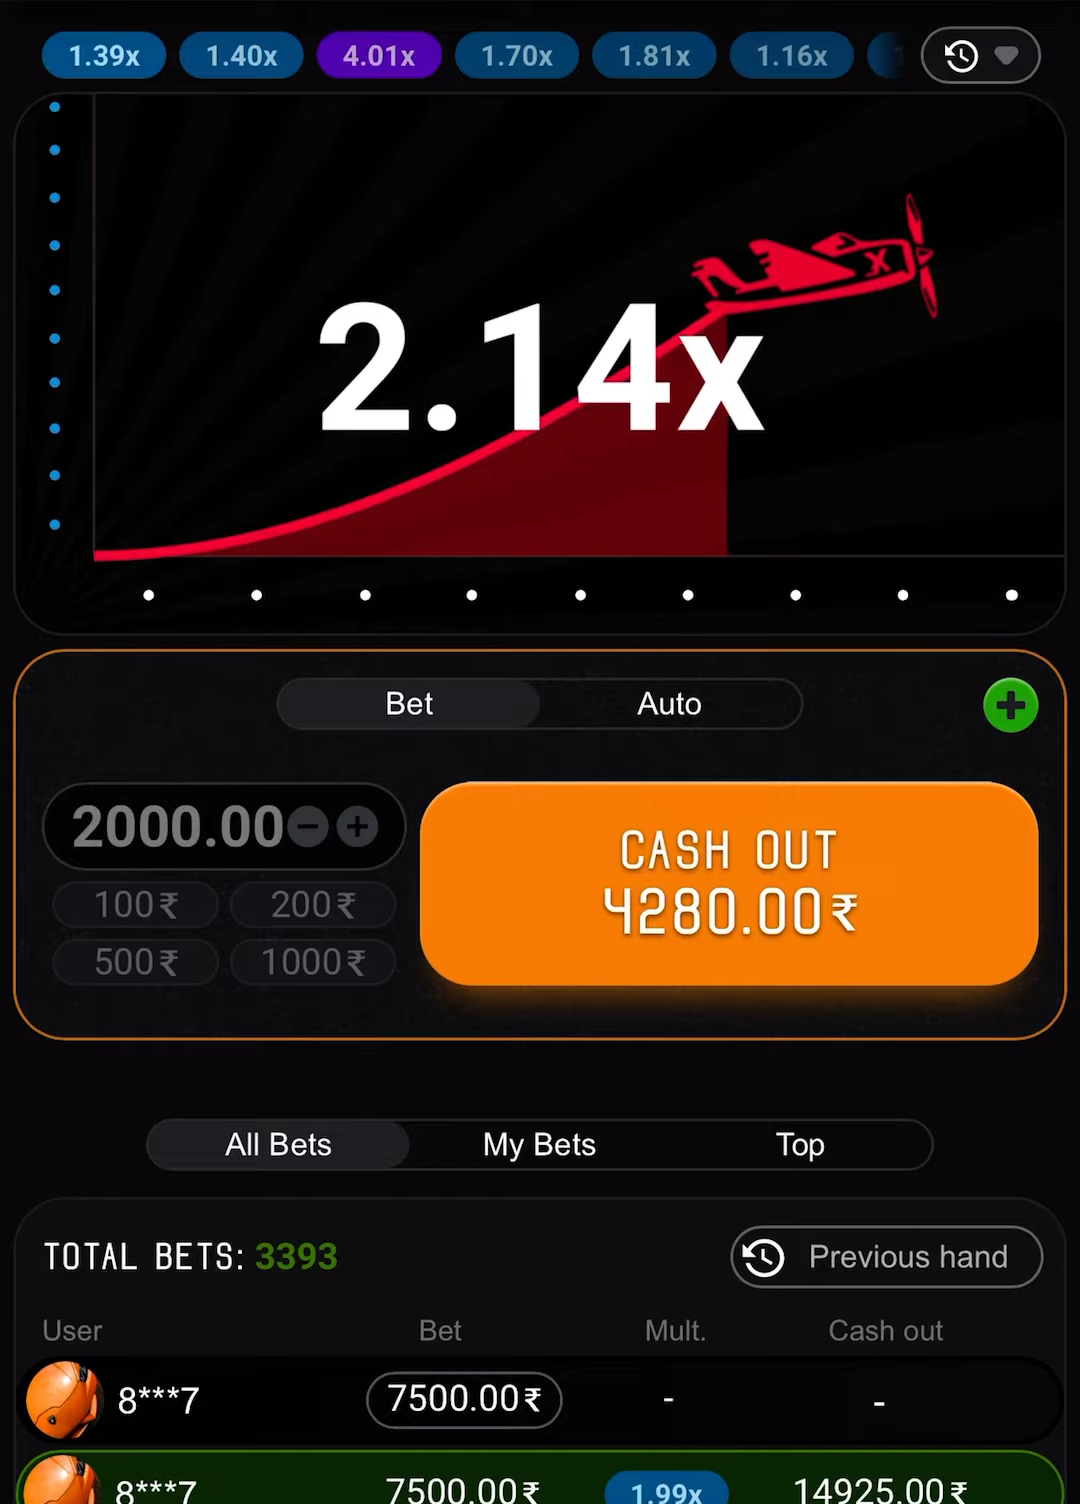 1.39x 1.40x 4.01x 1.70x 1.81x 1.16x
X
2.14x
Bet Auto
2000.00
CASH OUT
4280.00₹
100₹ 200₹
500₹ 1000₹
All Bets My Bets Top
TOTAL BETS: 3393 Previous hand
User Bet Mult. Cash out
8***7 7500.00₹ - -
8***7 7500.00₹ 1.99x 14925.00₹